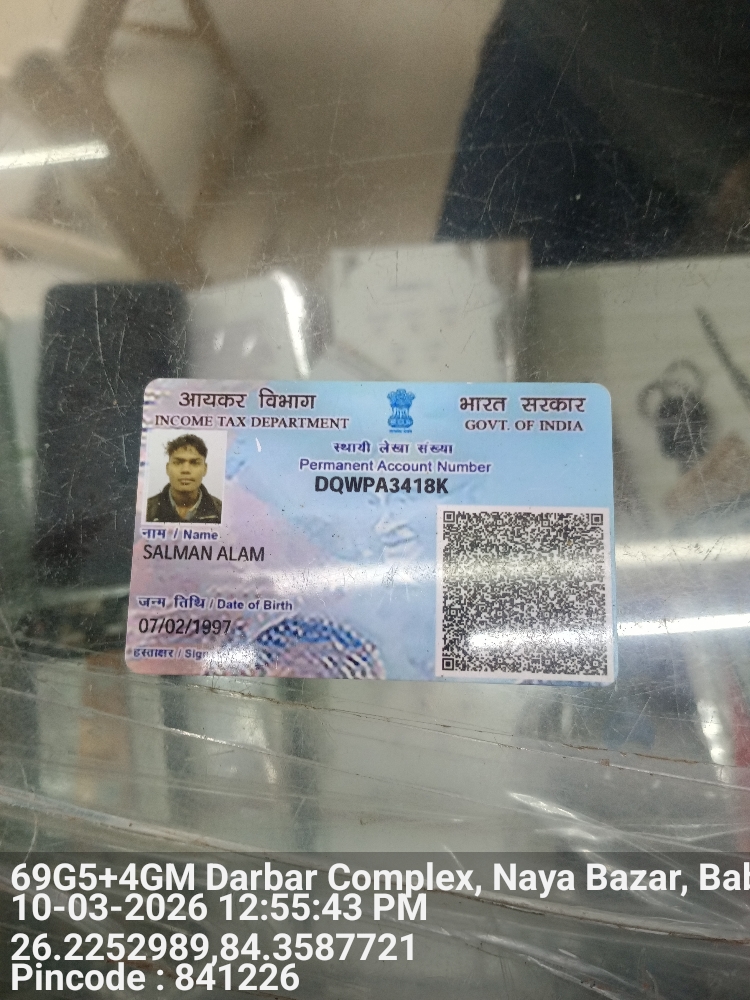 आयकर विभाग
INCOME TAX DEPARTMENT
भारत सरकार
GOVT. OF INDIA
स्थायी लेखा संख्या
Permanent Account Number
DQWPA3418K
नाम / Name
SALMAN ALAM
जन्म तिथि / Date of Birth
07/02/1997
हस्ताक्षर /
69G5+4GM Darbar Complex, Naya Bazar,
10-03-2026 12:55:43 PM
26.2252989,84.3587721
Pincode : 841226